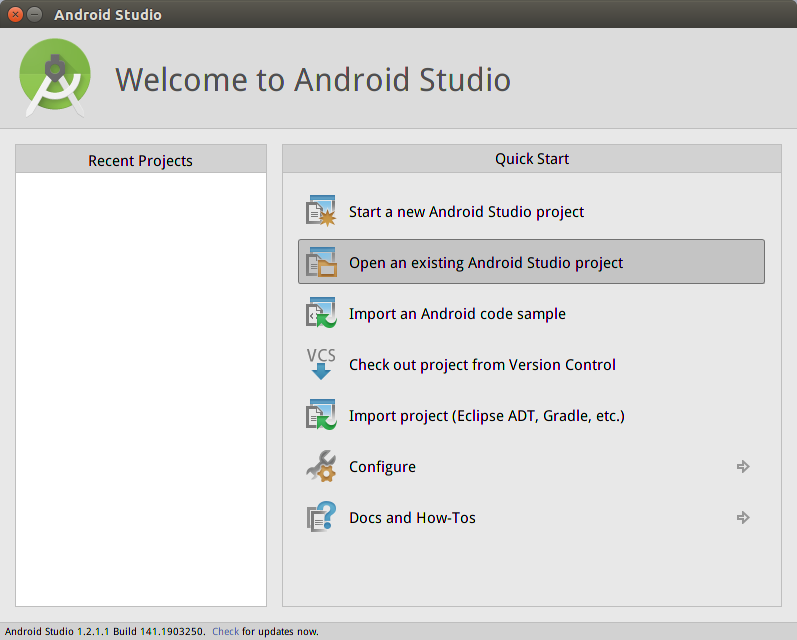 Android Studio
Welcome to Android Studio
Recent Projects
Quick Start
Start a new Android Studio project
Open an existing Android Studio project
Import an Android code sample
VCS
Check out project from Version Control
Import project (Eclipse ADT, Gradle, etc.)
Configure
Docs and How-Tos
Android Studio 1.2.1.1 Build 141.1903250. Check for updates now.